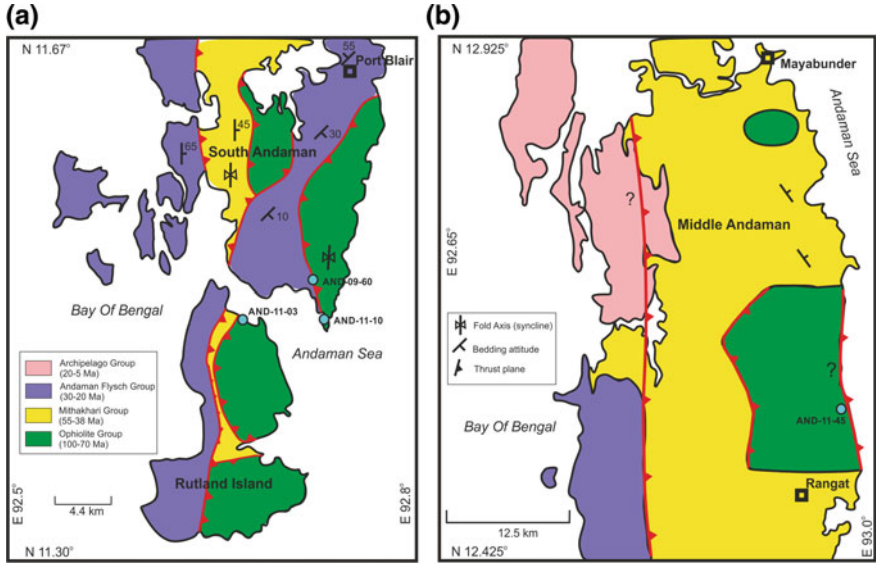 (a)
N 11.67°
55
Port Blair
45
30
65
South Andaman
10
AND-09-60
Bay Of Bengal
AND-11-03
AND-11-10
Andaman Sea
Archipelago Group
(20-5 Ma)
Andaman Flysch Group
(30-20 Ma)
Mithakhari Group
(55-38 Ma)
Ophiolite Group
(100-70 Ma)
Rutland Island
E 92.5°
4.4 km
E 92.8°
N 11.30°
(b)
N 12.925°
Mayabunder
Andaman Sea
?
Middle Andaman
E 92.65°
Fold Axis (syncline)
Bedding attitude
Thrust plane
?
AND-11-45
Bay Of Bengal
Rangat
12.5 km
E 93.0°
N 12.425°